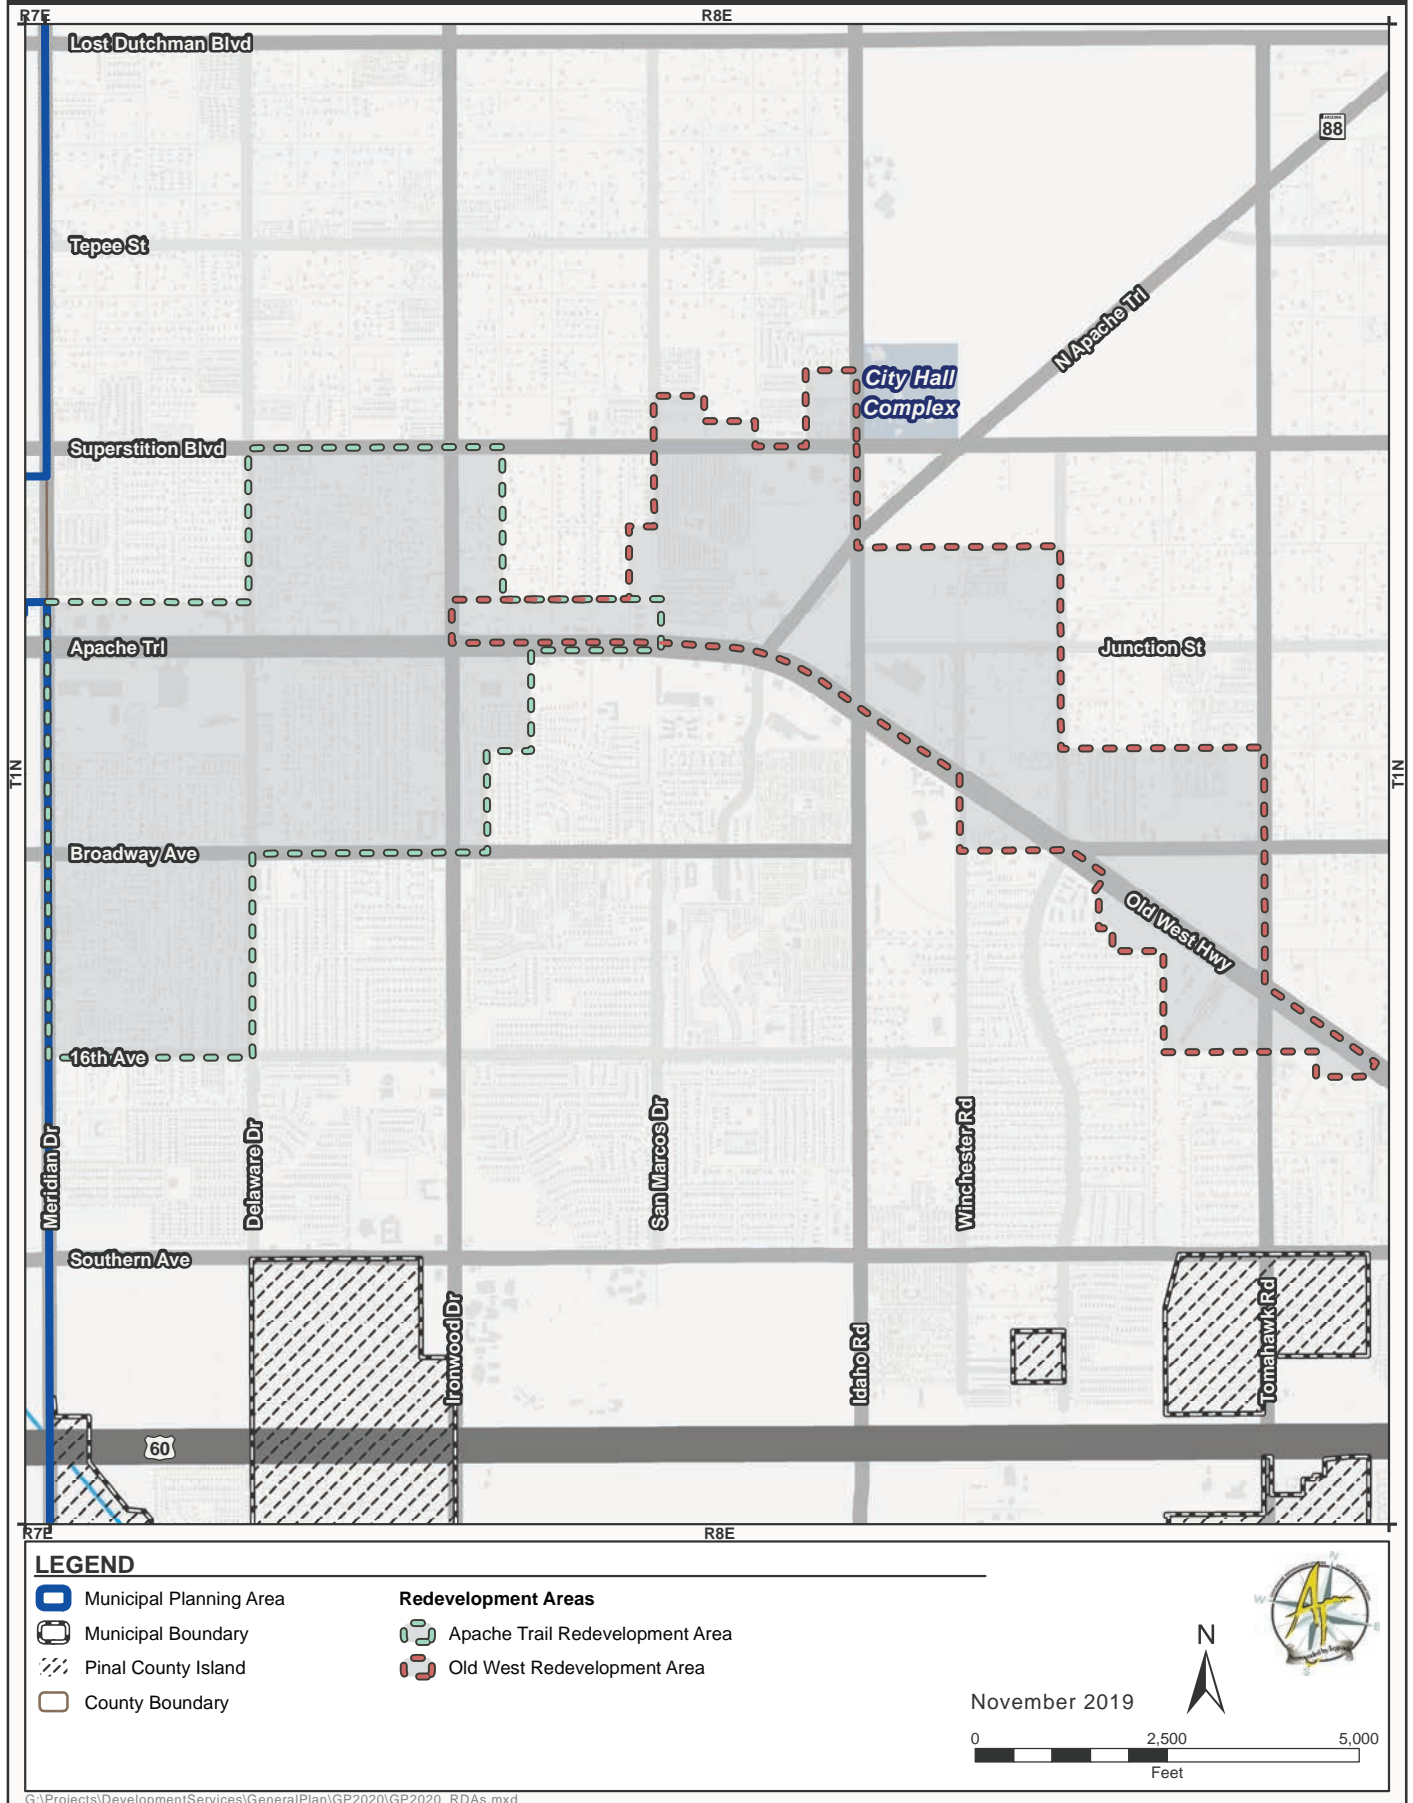 R7E
R8E
Lost Dutchman Blvd
ARIZONA
88
Tepee St
N Apache Trl
City Hall
Complex
Superstition Blvd
Apache Trl
Junction St
T1N
T1N
Broadway Ave
Old West Hwy
16th Ave
Meridian Dr
Delaware Dr
San Marcos Dr
Winchester Rd
Southern Ave
Ironwood Dr
Idaho Rd
Tomahawk Rd
60
R7E
R8E
LEGEND
Municipal Planning Area
Municipal Boundary
Pinal County Island
County Boundary
Redevelopment Areas
Apache Trail Redevelopment Area
Old West Redevelopment Area
N
W
E
S
N
November 2019
0
2,500
5,000
Feet
G:\Projects\DevelopmentServices\GeneralPlan\GP2020\GP2020_RDAs.mxd